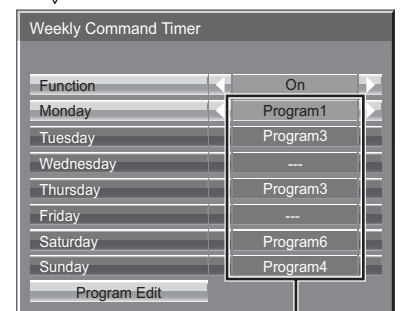 Weekly Command Timer
Function On
Monday Program1
Tuesday Program3
Wednesday ---
Thursday Program3
Friday ---
Saturday Program6
Sunday Program4
Program Edit